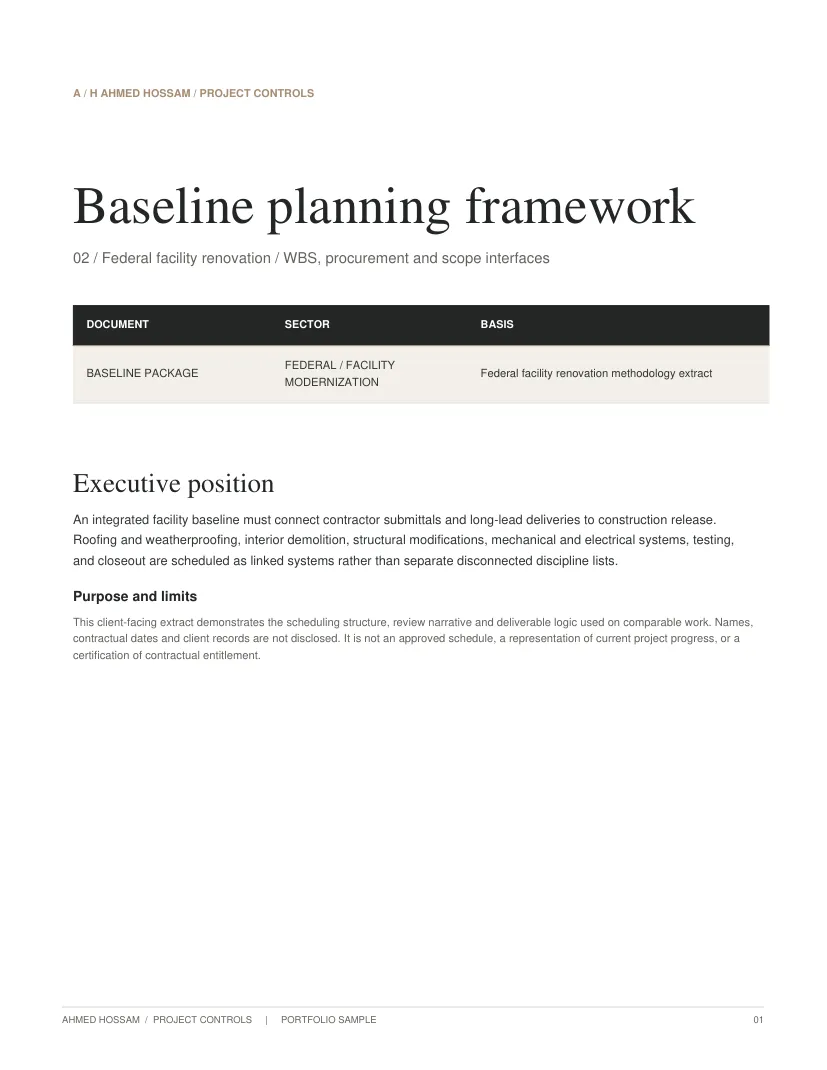 A / H AHMED HOSSAM / PROJECT CONTROLS
Baseline planning framework
02 / Federal facility renovation / WBS, procurement and scope interfaces
DOCUMENT SECTOR BASIS
BASELINE PACKAGE FEDERAL / FACILITY MODERNIZATION Federal facility renovation methodology extract
Executive position
An integrated facility baseline must connect contractor submittals and long-lead deliveries to construction release.
Roofing and weatherproofing, interior demolition, structural modifications, mechanical and electrical systems, testing,
and closeout are scheduled as linked systems rather than separate disconnected discipline lists.
Purpose and limits
This client-facing extract demonstrates the scheduling structure, review narrative and deliverable logic used on comparable work. Names,
contractual dates and client records are not disclosed. It is not an approved schedule, a representation of current project progress, or a
certification of contractual entitlement.
AHMED HOSSAM / PROJECT CONTROLS | PORTFOLIO SAMPLE 01